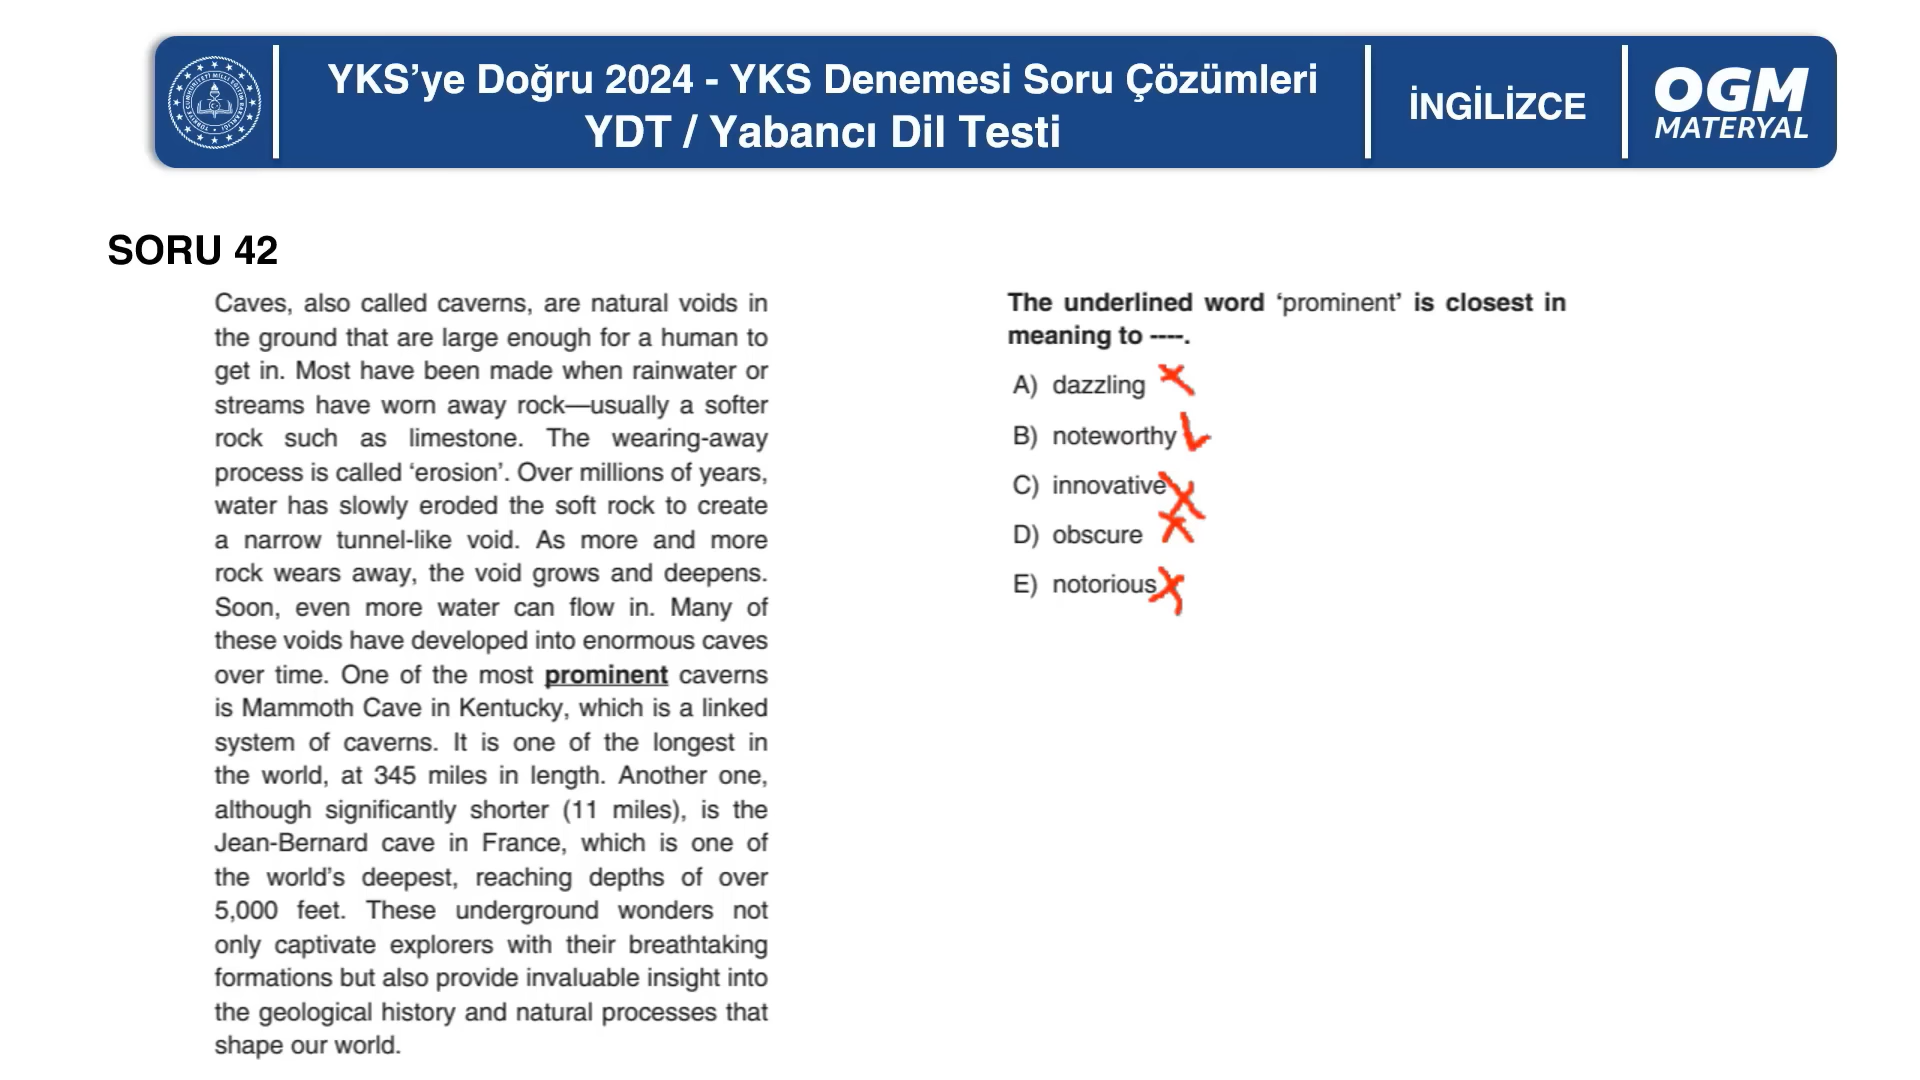 YKS'ye Doğru 2024 - YKS Denemesi Soru Çözümleri
YDT / Yabancı Dil Testi
İNGİLİZCE
OGM
MATERYAL
SORU 42
Caves, also called caverns, are natural voids in
the ground that are large enough for a human to
get in. Most have been made when rainwater or
streams have worn away rock—usually a softer
rock such as limestone. The wearing-away
process is called ‘erosion’. Over millions of years,
water has slowly eroded the soft rock to create
a narrow tunnel-like void. As more and more
rock wears away, the void grows and deepens.
Soon, even more water can flow in. Many of
these voids have developed into enormous caves
over time. One of the most prominent caverns
is Mammoth Cave in Kentucky, which is a linked
system of caverns. It is one of the longest in
the world, at 345 miles in length. Another one,
although significantly shorter (11 miles), is the
Jean-Bernard cave in France, which is one of
the world’s deepest, reaching depths of over
5,000 feet. These underground wonders not
only captivate explorers with their breathtaking
formations but also provide invaluable insight into
the geological history and natural processes that
shape our world.
The underlined word ‘prominent’ is closest in
meaning to ----.
A) dazzling
B) noteworthy
C) innovative
D) obscure
E) notorious